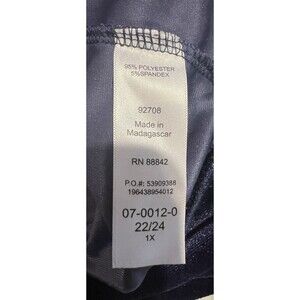 95% POLYESTER
5%SPANDEX
92708
Made in
Madagascar
RN 88842
P.O.#: 53909388
196438954012
07-0012-0
22/24
1X